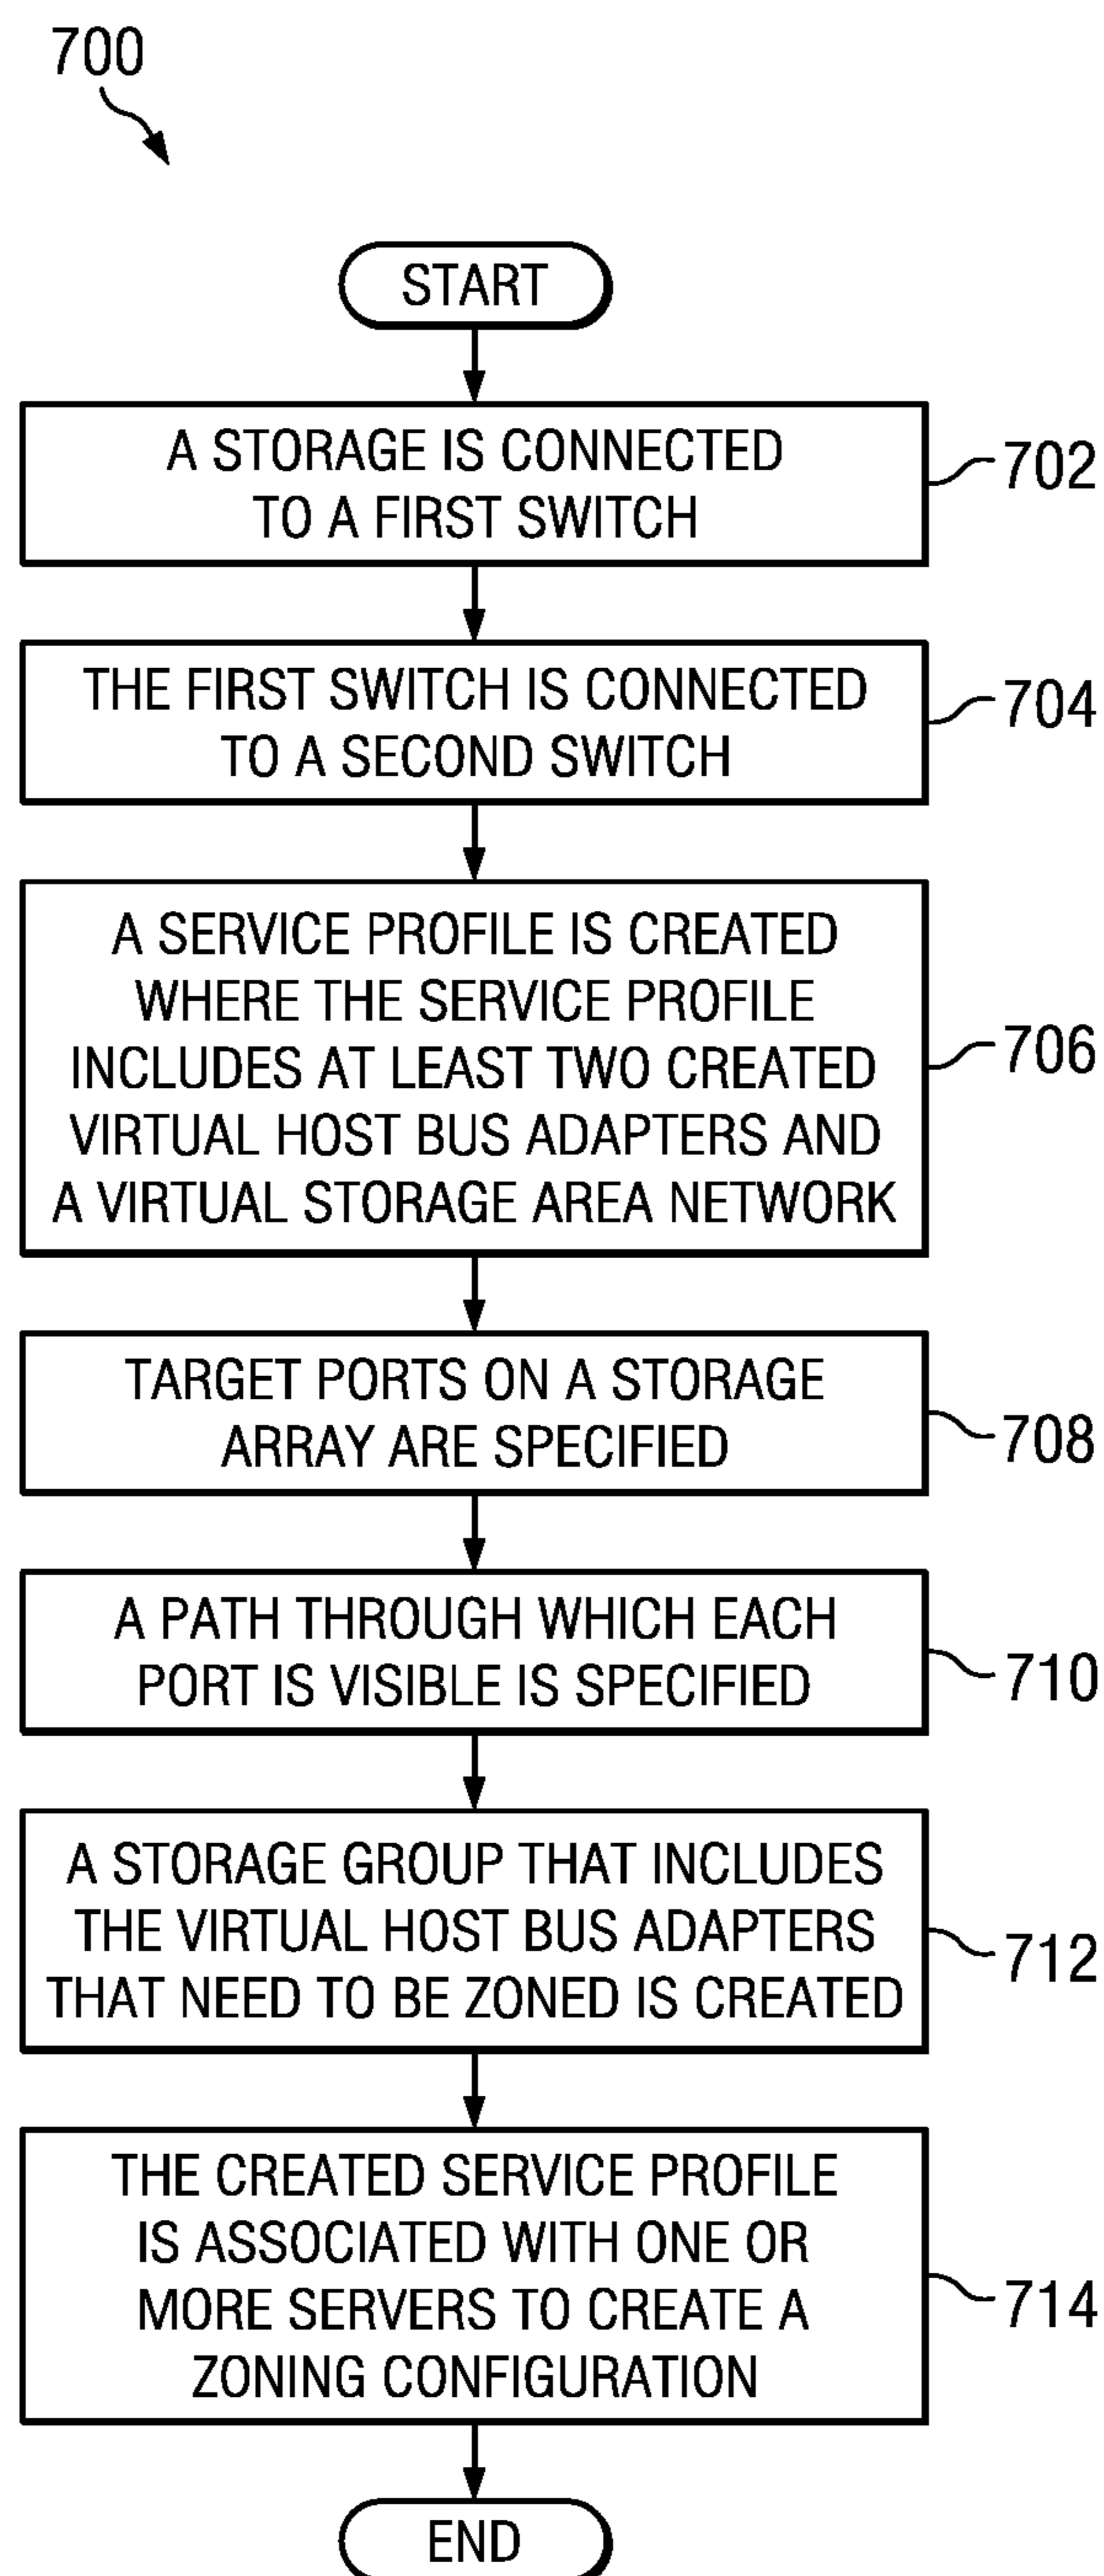 700
START
A STORAGE IS CONNECTED
TO A FIRST SWITCH
702
THE FIRST SWITCH IS CONNECTED
TO A SECOND SWITCH
704
A SERVICE PROFILE IS CREATED
WHERE THE SERVICE PROFILE
INCLUDES AT LEAST TWO CREATED
VIRTUAL HOST BUS ADAPTERS AND
A VIRTUAL STORAGE AREA NETWORK
706
TARGET PORTS ON A STORAGE
ARRAY ARE SPECIFIED
708
A PATH THROUGH WHICH EACH
PORT IS VISIBLE IS SPECIFIED
710
A STORAGE GROUP THAT INCLUDES
THE VIRTUAL HOST BUS ADAPTERS
THAT NEED TO BE ZONED IS CREATED
712
THE CREATED SERVICE PROFILE
IS ASSOCIATED WITH ONE OR
MORE SERVERS TO CREATE A
ZONING CONFIGURATION
714
END